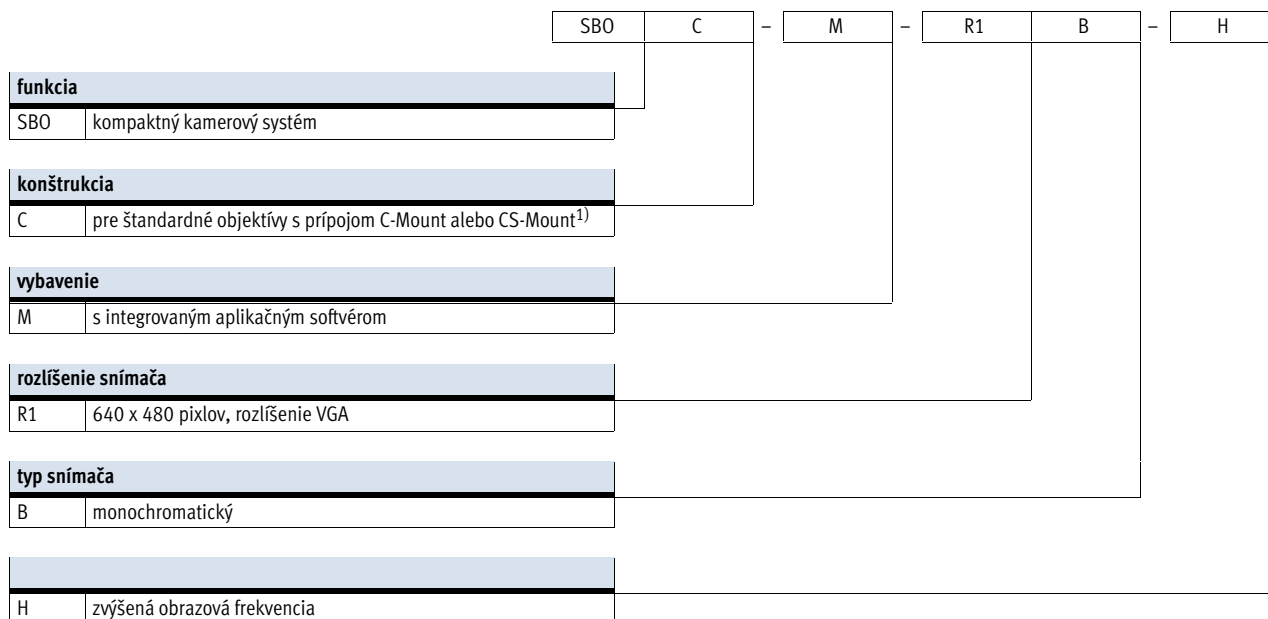 SBO C – M – R1 B – H
funkcia
SBO kompaktný kamerový systém
konštrukcia
C pre štandardné objektívy s prípojom C-Mount alebo CS-Mount1)
vybavenie
M s integrovaným aplikačným softvérom
rozlíšenie snímača
R1 640 x 480 pixlov, rozlíšenie VGA
typ snímača
B monochromatický
H zvýšená obrazová frekvencia